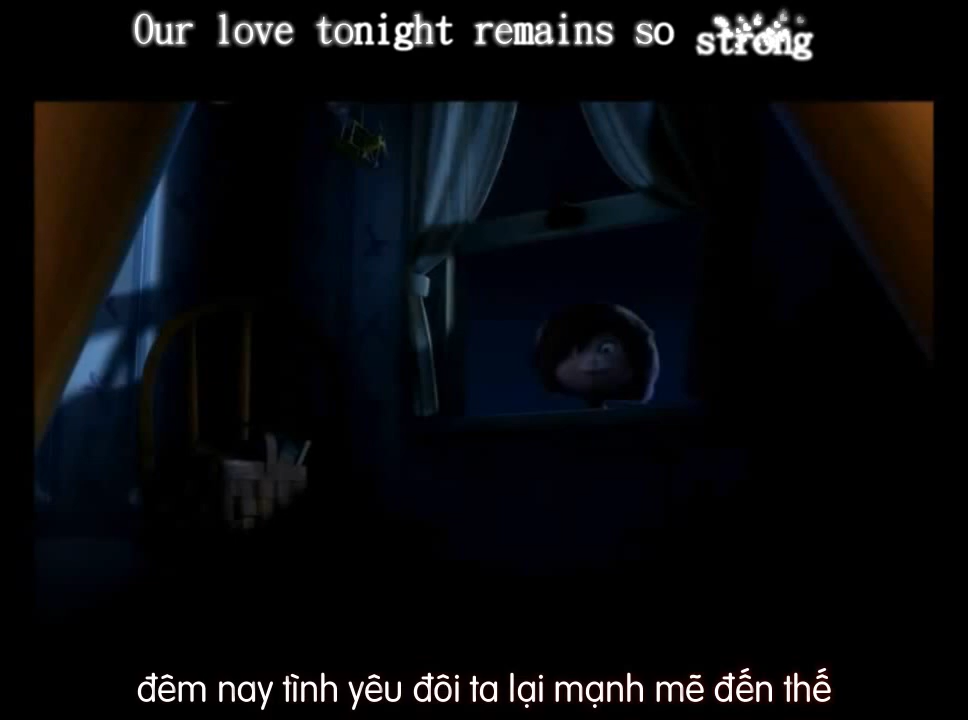 Our love tonight remains so strong
đêm nay tình yêu đôi ta lại mạnh mẽ đến thế